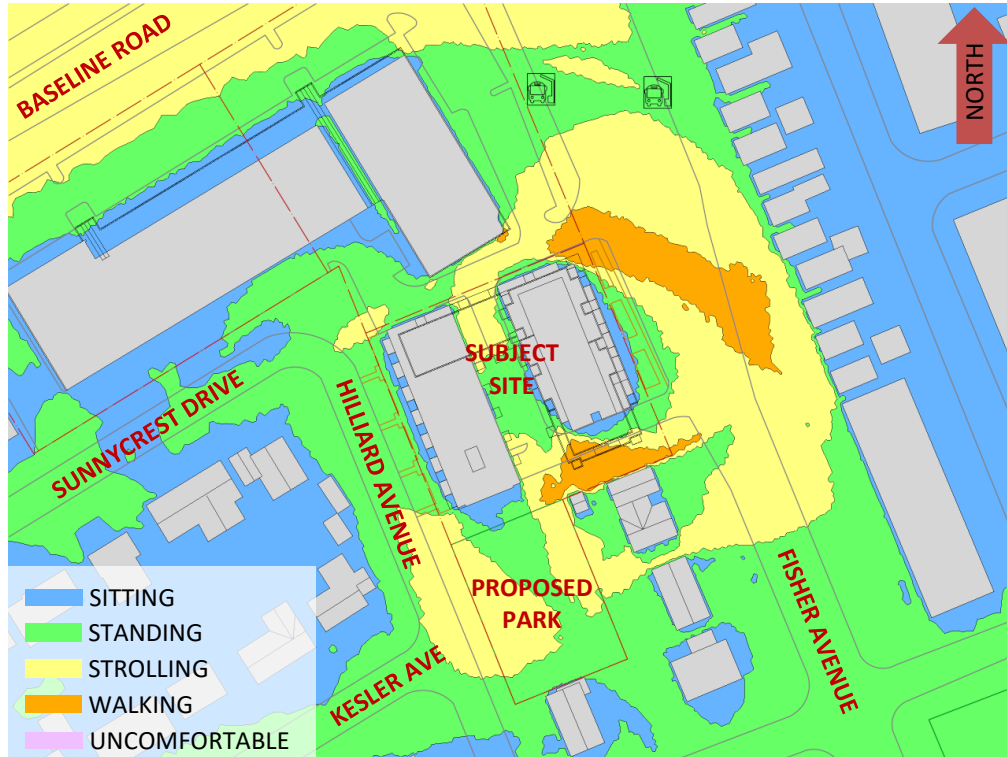 BASELINE ROAD
NORTH
SUBJECT
SITE
SUNNYCREST DRIVE
HILLIARD AVENUE
PROPOSED
PARK
FISHER AVENUE
KESLER AVE
SITTING
STANDING
STROLLING
WALKING
UNCOMFORTABLE